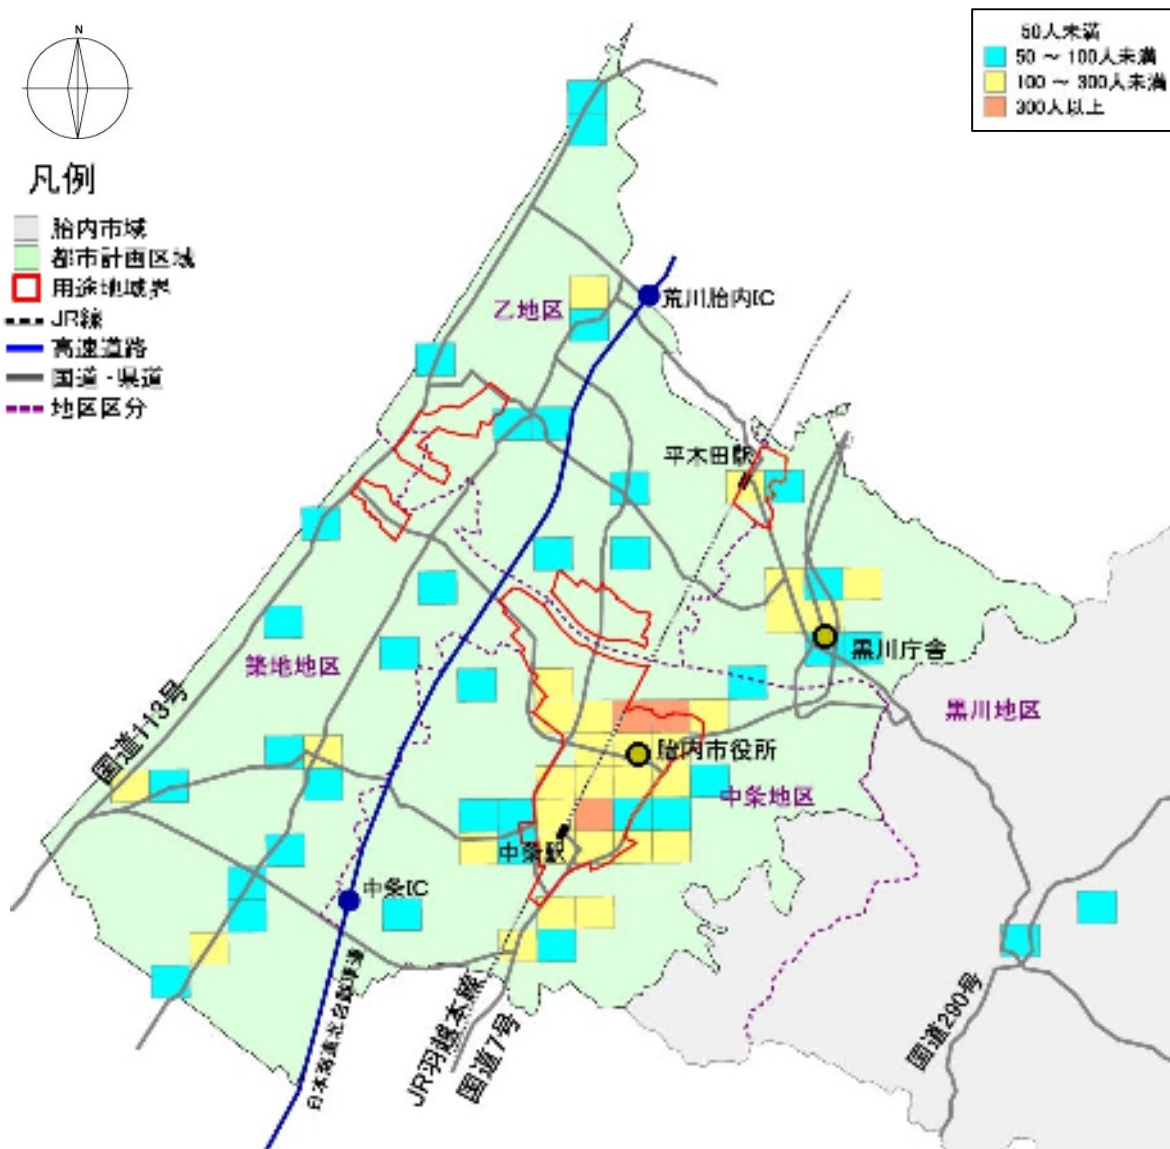 N
50人未満
50 ～ 100人未満
100 ～ 300人未満
300人以上
凡例
胎内市域
都市計画区域
用途地域界
JR線
高速道路
国道・県道
地区区分
荒川胎内IC
乙地区
平木田駅
黒川庁舎
築地地区
黒川地区
国道113号
胎内市役所
中条地区
中条駅
中条IC
日本海東北自動車道
JR羽越本線
国道7号
国道290号